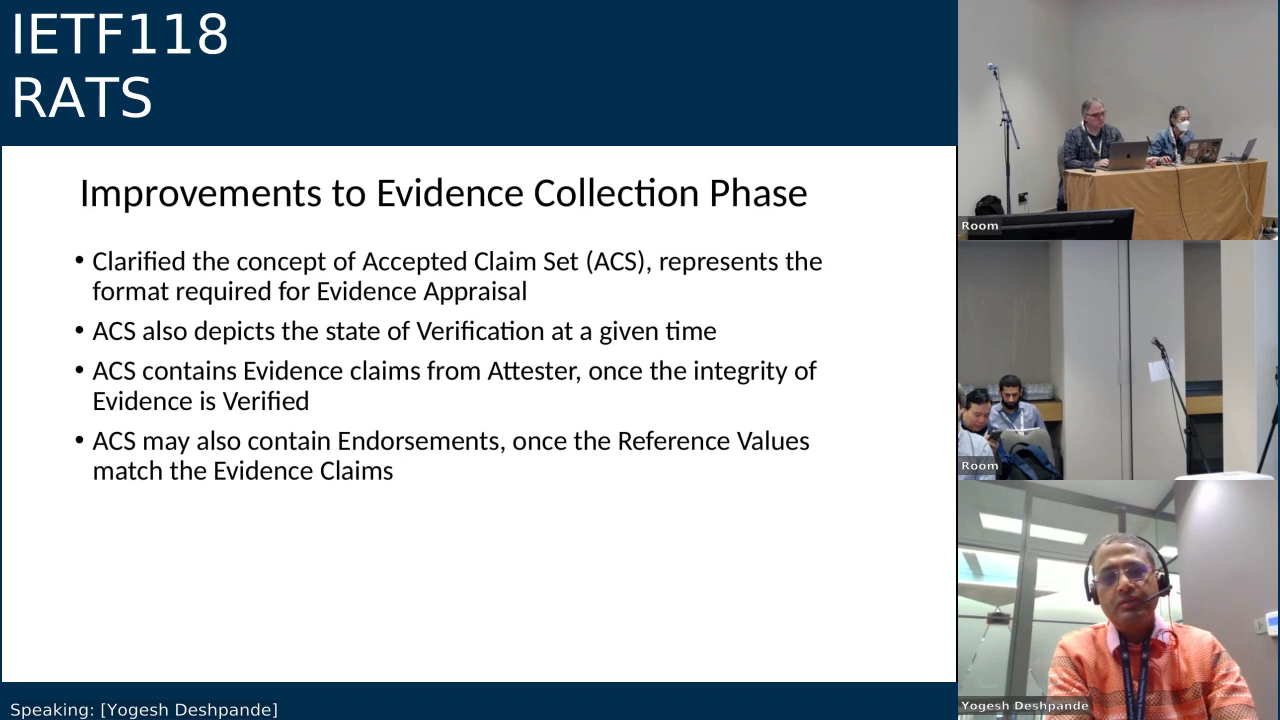 IETF118
RATS
Improvements to Evidence Collection Phase
• Clarified the concept of Accepted Claim Set (ACS), represents the
format required for Evidence Appraisal
• ACS also depicts the state of Verification at a given time
• ACS contains Evidence claims from Attester, once the integrity of
Evidence is Verified
• ACS may also contain Endorsements, once the Reference Values
match the Evidence Claims
Speaking: [Yogesh Deshpande]
Room
Room
Yogesh Deshpande